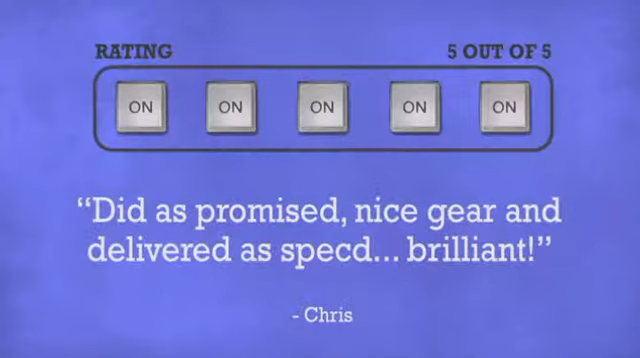 RATING 5 OUT OF 5
ON ON ON ON ON
“Did as promised, nice gear and
delivered as specd... brilliant!”
- Chris